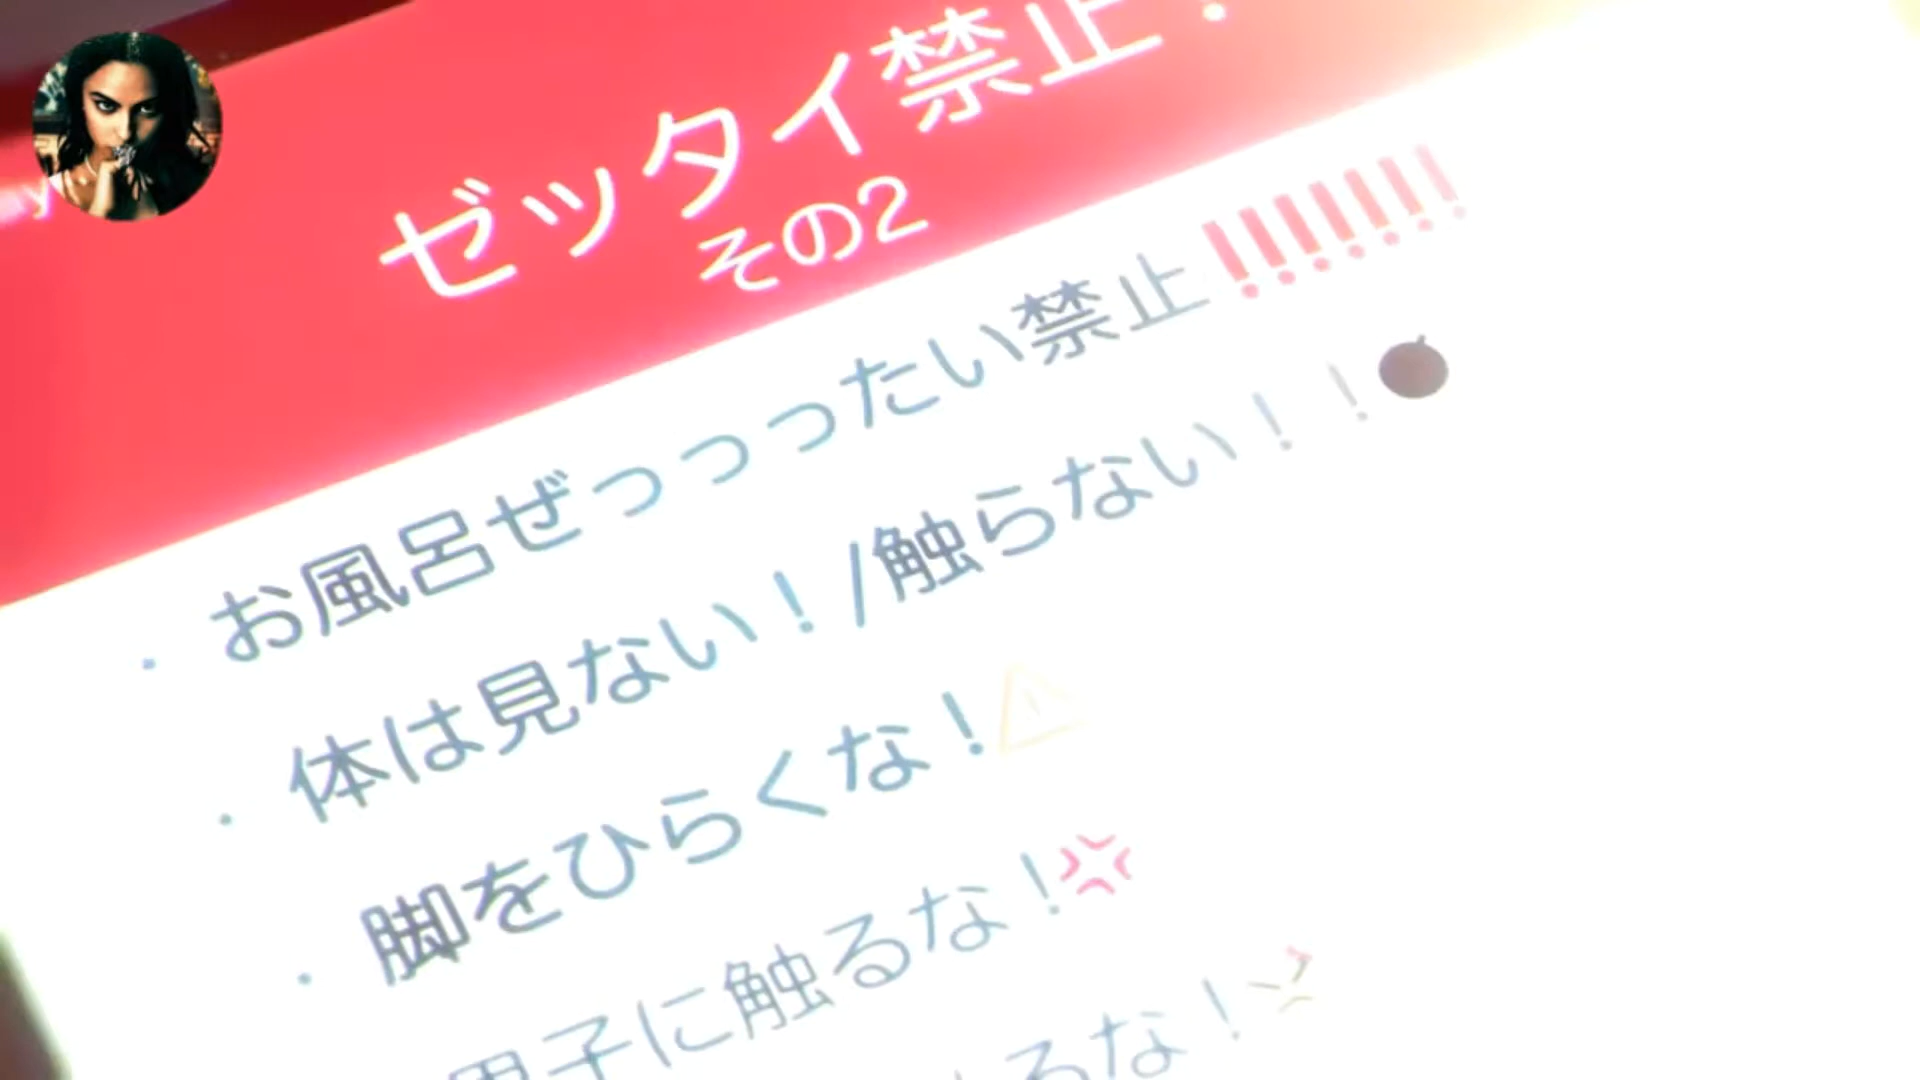 ゼッタイ禁止!
その2
・お風呂ぜっっったい禁止!!!!!!!
・体は見ない!/触らない!!
・脚をひらくな!⚠
男子に触るな!💢
るな!